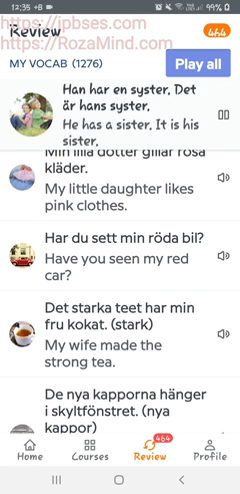 12:35 +B
99%
https://jpbses.com
https://RozaMind.com
Review
464
MY VOCAB (1276)
Play all
Han har en syster. Det
är hans syster.
He has a sister. It is his
sister.
Min lilla dotter gillar rosa
kläder.
My little daughter likes
pink clothes.
Har du sett min röda bil?
Have you seen my red
car?
Det starka teet har min
fru kokat. (stark)
My wife made the
strong tea.
De nya kapporna hänger
i skyltfönstret. (nya
kappor)
464
Home
Courses
Review
Profile